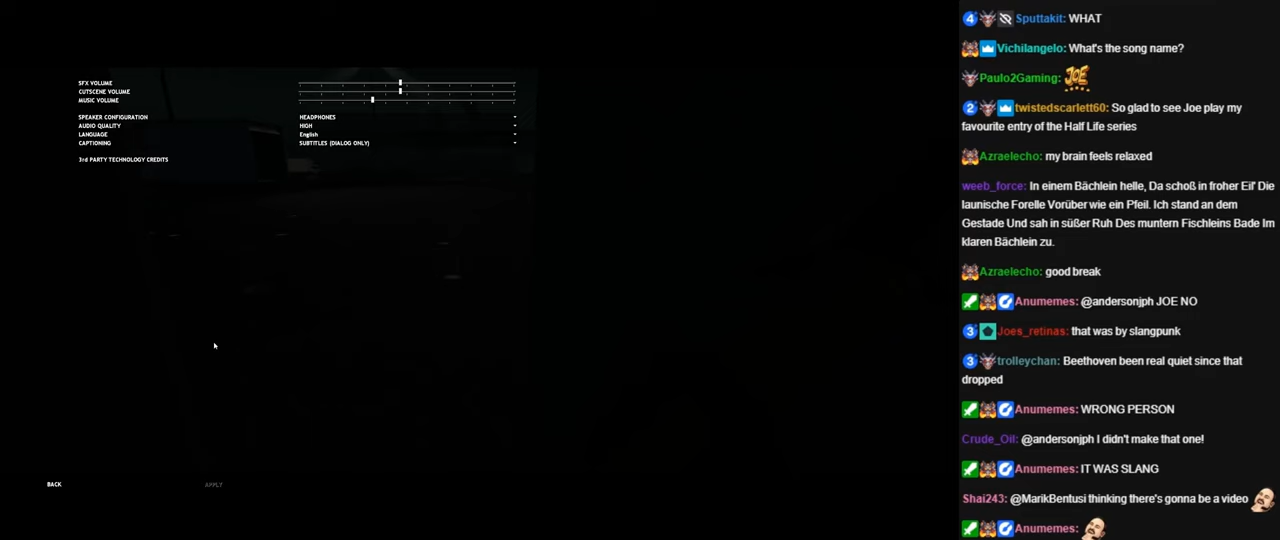 SFX VOLUME
CUTSCENE VOLUME
MUSIC VOLUME
SPEAKER CONFIGURATION HEADPHONES
AUDIO QUALITY HIGH
LANGUAGE English
CAPTIONING SUBTITLES (DIALOG ONLY)
3rd PARTY TECHNOLOGY CREDITS
BACK APPLY
4 Sputtakit: WHAT
Vichilangelo: What's the song name?
Paulo2Gaming: JOE
2 twistedscarlett60: So glad to see Joe play my
favourite entry of the Half Life series
Azraelecho: my brain feels relaxed
weeb_force: In einem Bächlein helle, Da schoß in froher Eil' Die
launische Forelle Vorüber wie ein Pfeil. Ich stand an dem
Gestade Und sah in süßer Ruh Des muntern Fischleins Bade Im
klaren Bächlein zu.
Azraelecho: good break
Anumemes: @andersonjph JOE NO
3 Joes_retinas: that was by slangpunk
3 trolleychan: Beethoven been real quiet since that
dropped
Anumemes: WRONG PERSON
Crude_Oil: @andersonjph I didn't make that one!
Anumemes: IT WAS SLANG
Shai243: @MarikBentusi thinking there's gonna be a video
Anumemes: